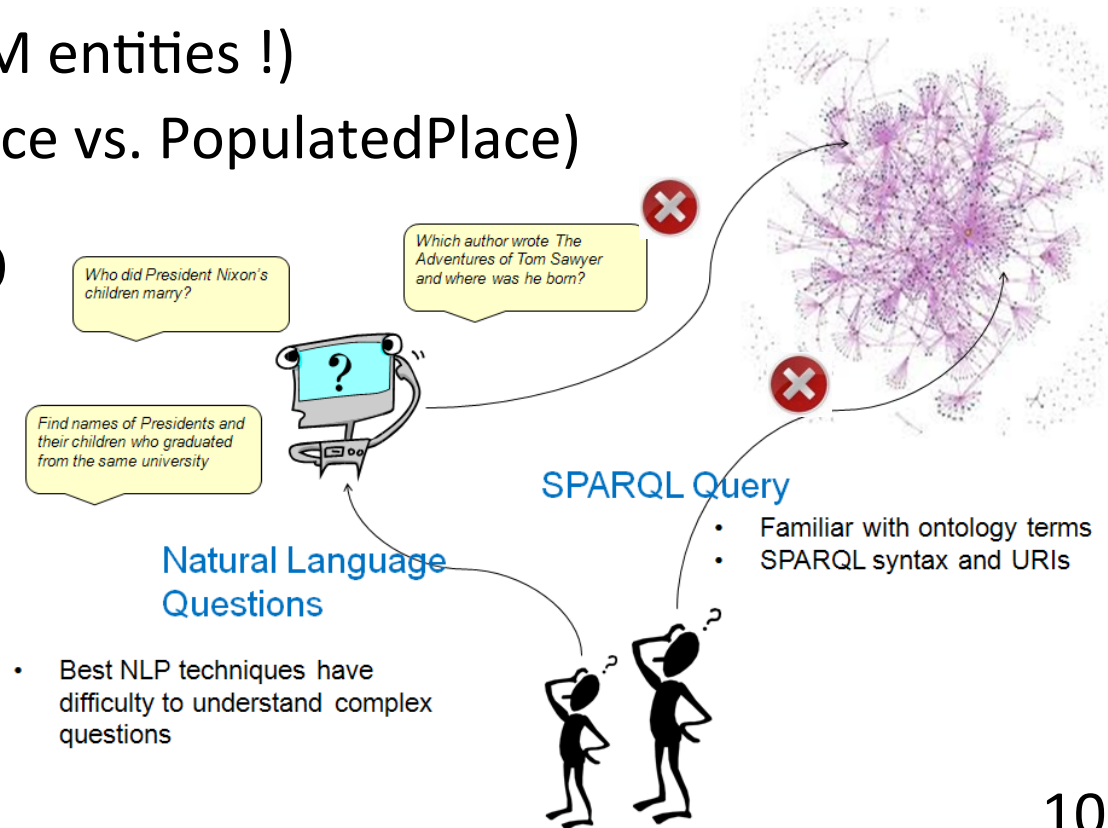 M entities !)
ce vs. PopulatedPlace)
)
Who did President Nixon's
children marry?
Which author wrote The
Adventures of Tom Sawyer
and where was he born?
?
Find names of Presidents and
their children who graduated
from the same university
SPARQL Query
• Familiar with ontology terms
• SPARQL syntax and URIs
Natural Language
Questions
• Best NLP techniques have
difficulty to understand complex
questions
?
?
10